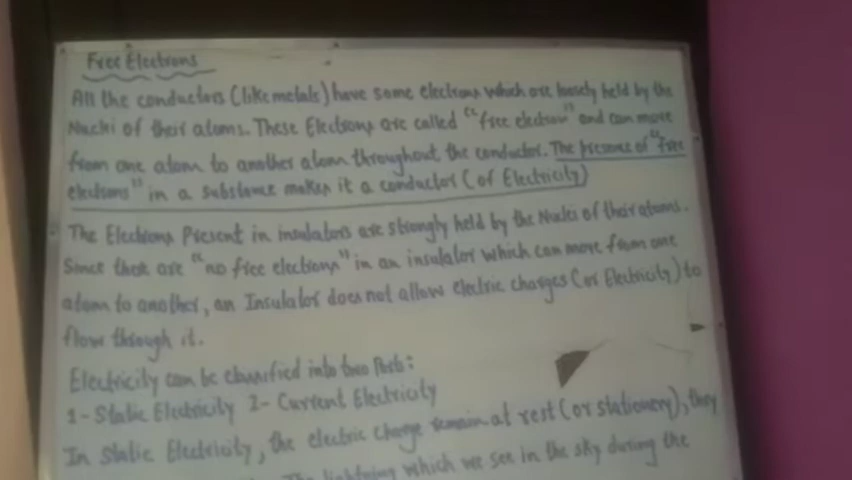 Free Electrons
All the conductors (like metals) have some electrons which are loosely held by the
Nuclei of their atoms. These Electrons are called "free electrons" and can move
from one atom to another atom throughout the conductor. The presence of "free
electrons" in a substance makes it a conductor (of Electricity)
The Electrons Present in insulators are strongly held by the Nuclei of their atoms.
Since there are "no free electrons" in an insulator which can move from one
atom to another, an Insulator does not allow electric charges (or Electricity) to
flow through it.
Electricity can be classified into two Parts:
1- Static Electricity 2- Current Electricity
In Static Electricity, the electric charge remain at rest (or stationery), they
The lightning which we see in the sky during the